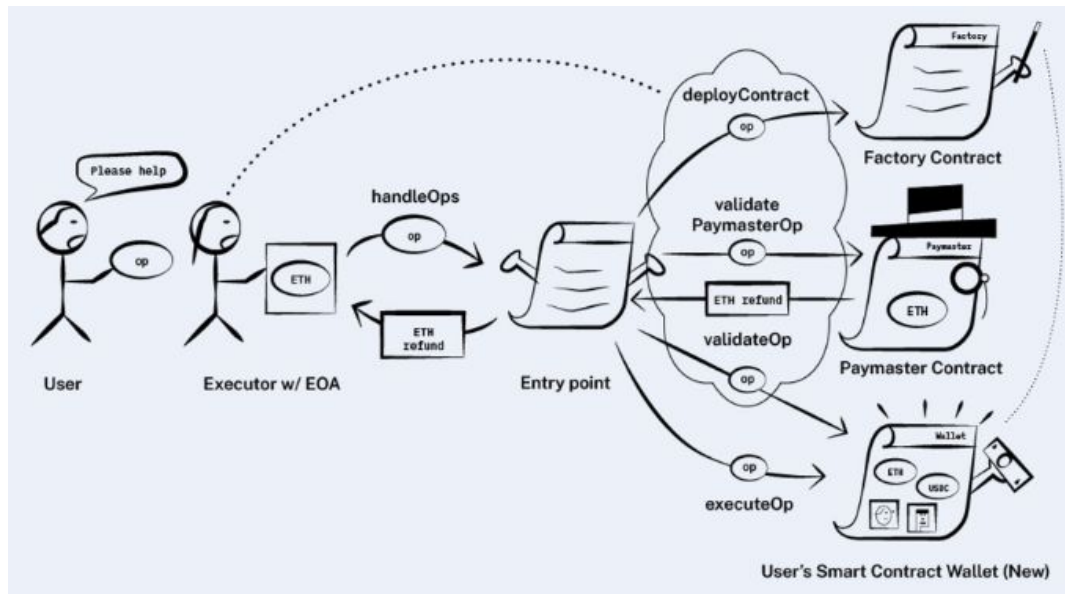 Please help
op
User
ETH
Executor w/ EOA
handleOps
op
ETH
refund
Entry point
deployContract
op
validate
PaymasterOp
op
ETH refund
validateOp
op
op
executeOp
Factory
Factory Contract
Paymaster
ETH
Paymaster Contract
Wallet
ETH
USDC
User's Smart Contract Wallet (New)